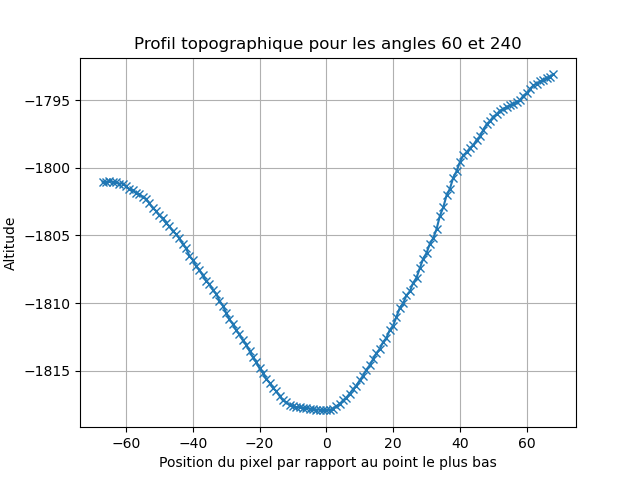 Profil topographique pour les angles 60 et 240
−1795
−1800
−1805
−1810
−1815
Altitude
−60 −40 −20 0 20 40 60
Position du pixel par rapport au point le plus bas